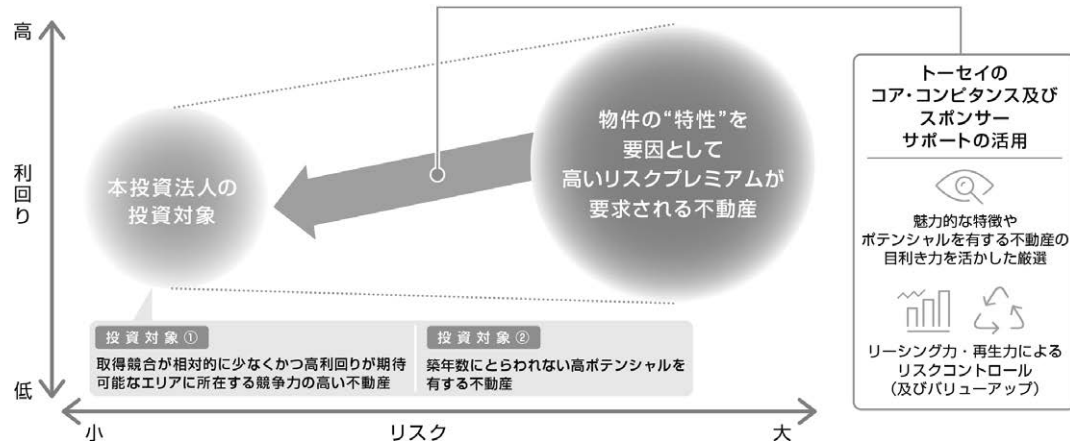 高
利回り
低
本投資法人の
投資対象
物件の“特性”を
要因として
高いリスクプレミアムが
要求される不動産
投資対象①
取得競合が相対的に少なくかつ高利回りが期待
可能なエリアに所在する競争力の高い不動産
投資対象②
築年数にとらわれない高ポテンシャルを
有する不動産
小
リスク
大
トーセイの
コア・コンピタンス及び
スポンサー
サポートの活用
魅力的な特徴や
ポテンシャルを有する不動産の
目利き力を活かした厳選
リーシング力・再生力による
リスクコントロール
（及びバリューアップ）